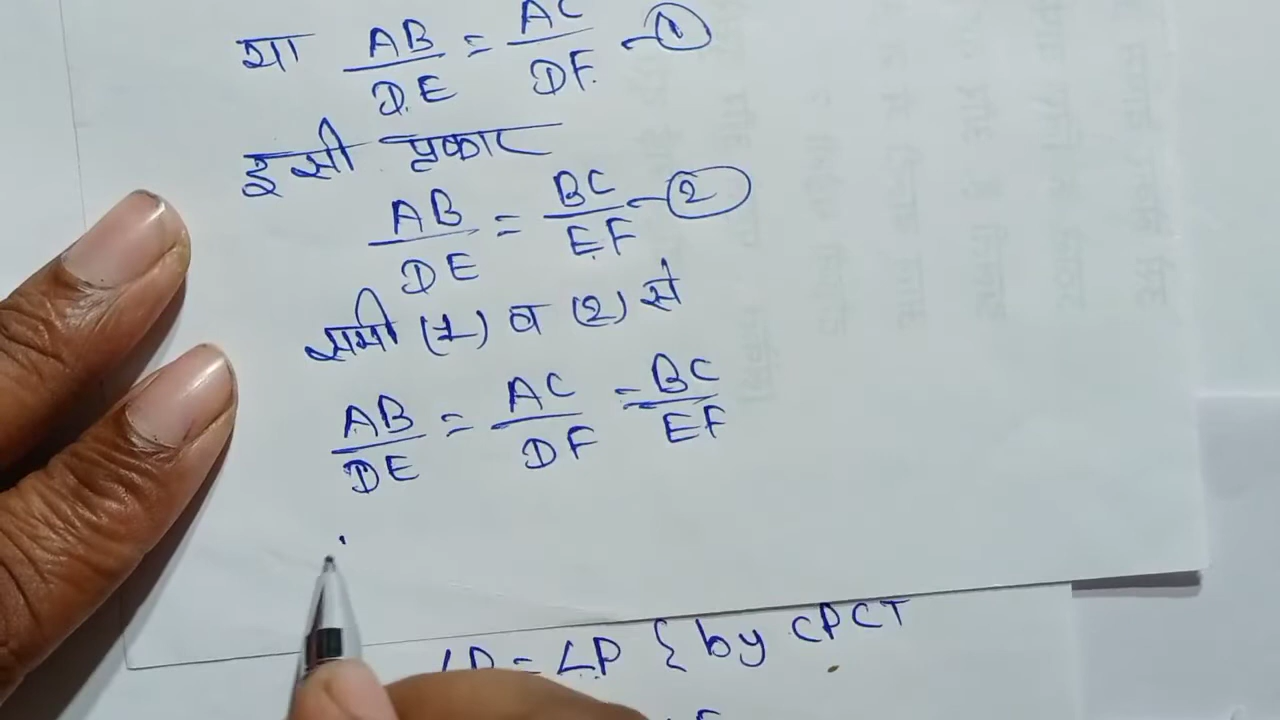 या AB/DE = AC/DF - ①
इसी प्रकार
AB/DE = BC/EF - ②
समी (1) व (2) से
AB/DE = AC/DF = BC/EF
= ∠P { by CPCT